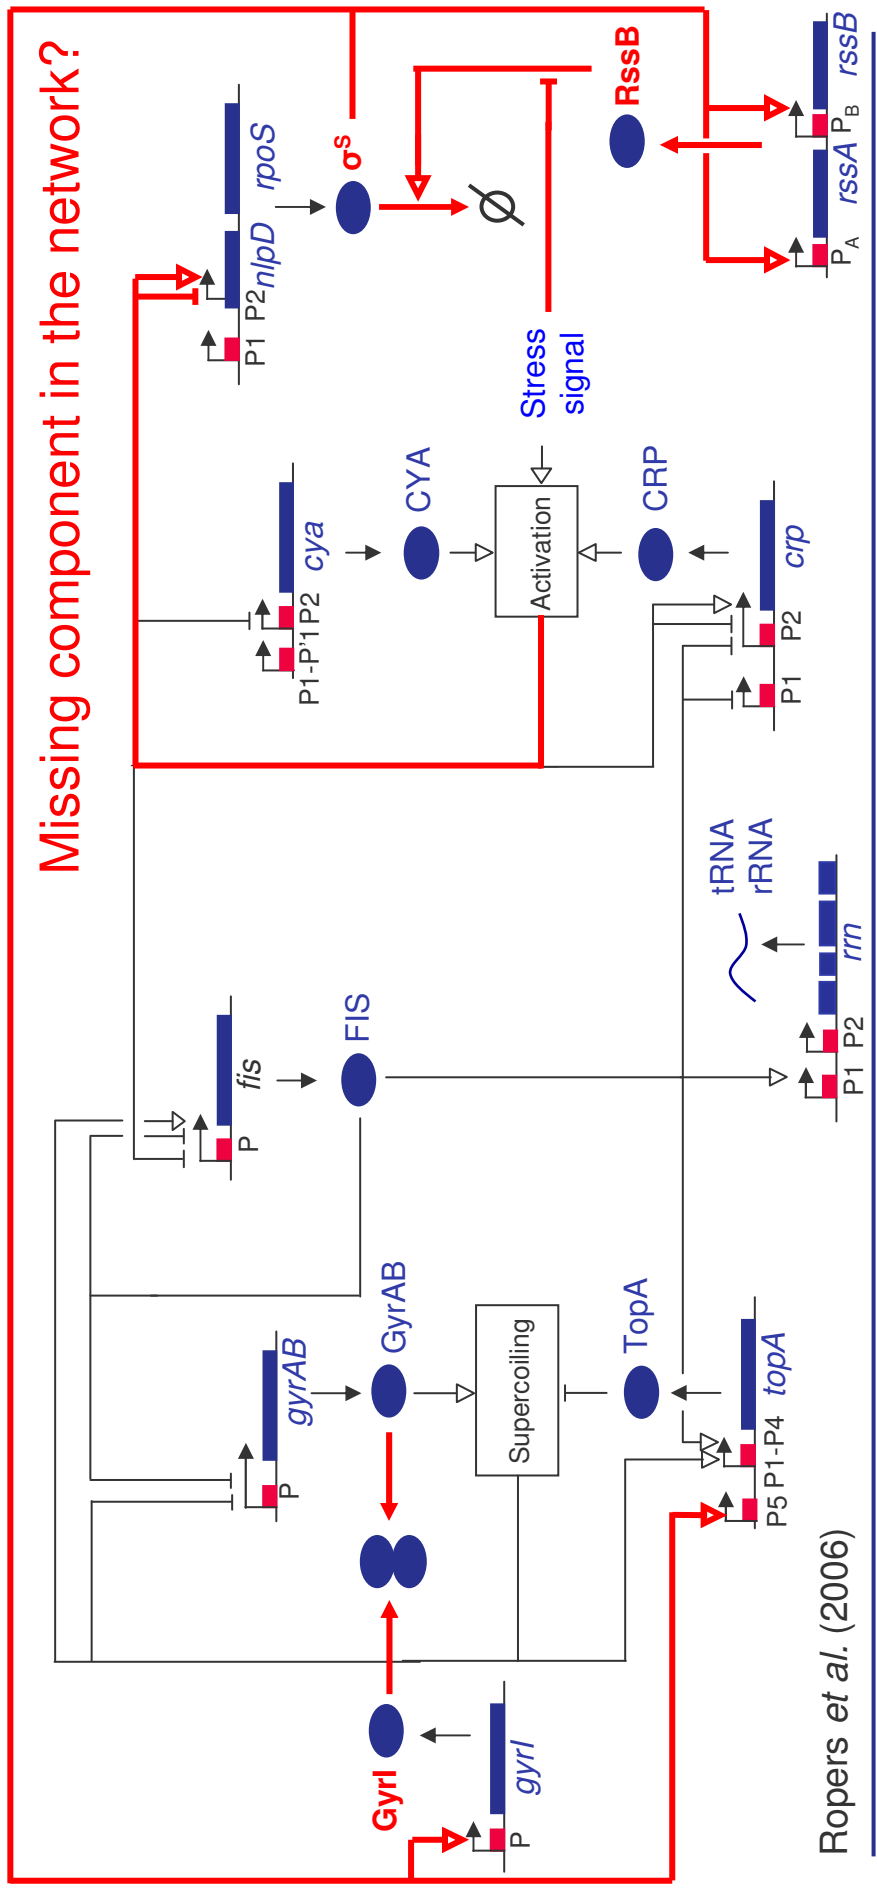 Missing component in the network?
gyrAB
P
GyrAB
GyrI
gyrI
P
Supercoiling
TopA
topA
P5 P1-P4
fis
P
FIS
tRNA
rRNA
rrn
P1 P2
cya
P1-P'1 P2
CYA
Activation
CRP
crp
P1 P2
Stress
signal
nlpD rpoS
P1 P2
σS
RssB
rssA rssB
PA PB
Ropers et al. (2006)